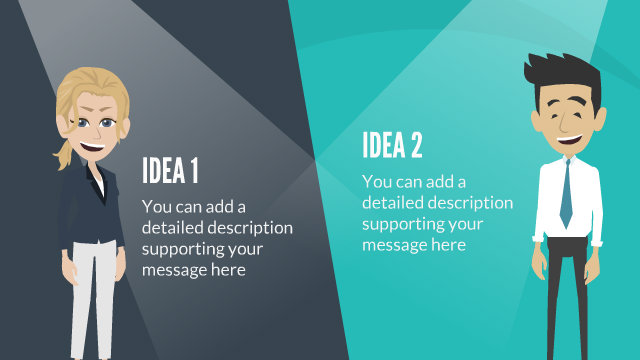 IDEA 1
You can add a
detailed description
supporting your
message here
IDEA 2
You can add a
detailed description
supporting your
message here